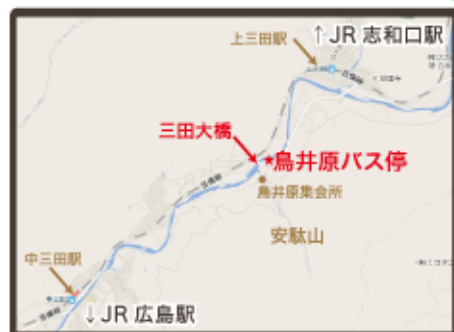 ↑JR 志和口駅
上三田駅
三田大橋
鳥井原バス停
鳥井原集会所
安駄山
中三田駅
↓JR 広島駅